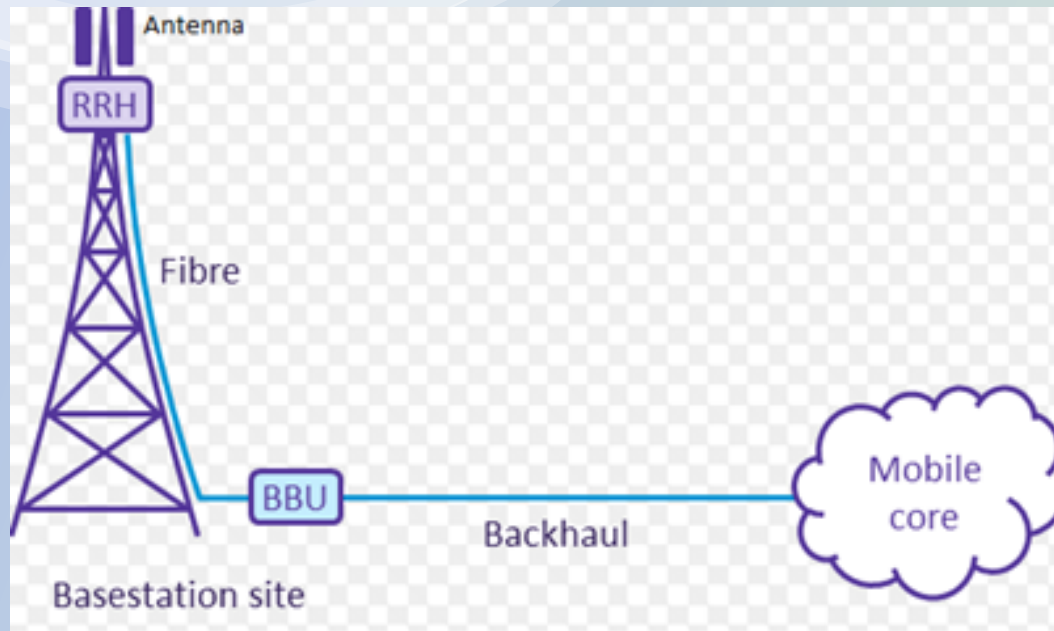 Antenna
RRH
Fibre
BBU
Backhaul
Mobile
core
Basestation site